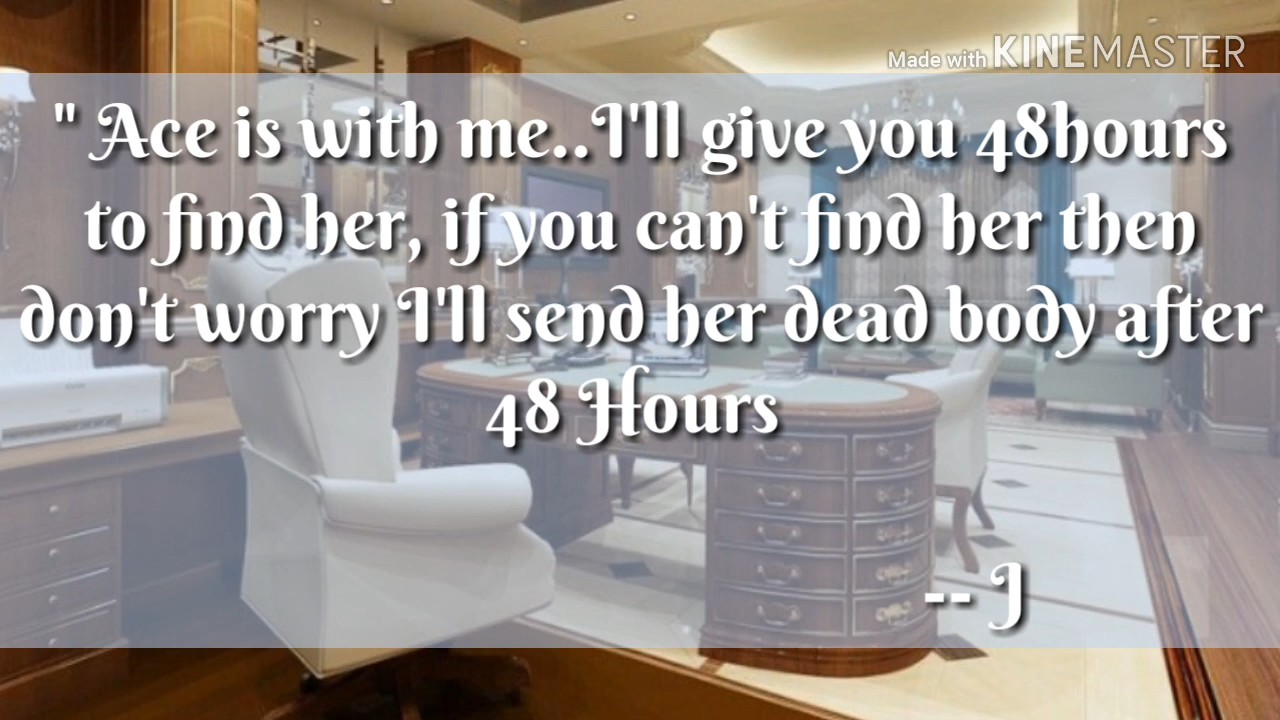 Made with KINEMASTER
" Ace is with me..I'll give you 48hours
to find her, if you can't find her then
don't worry I'll send her dead body after
48 Hours
-- J